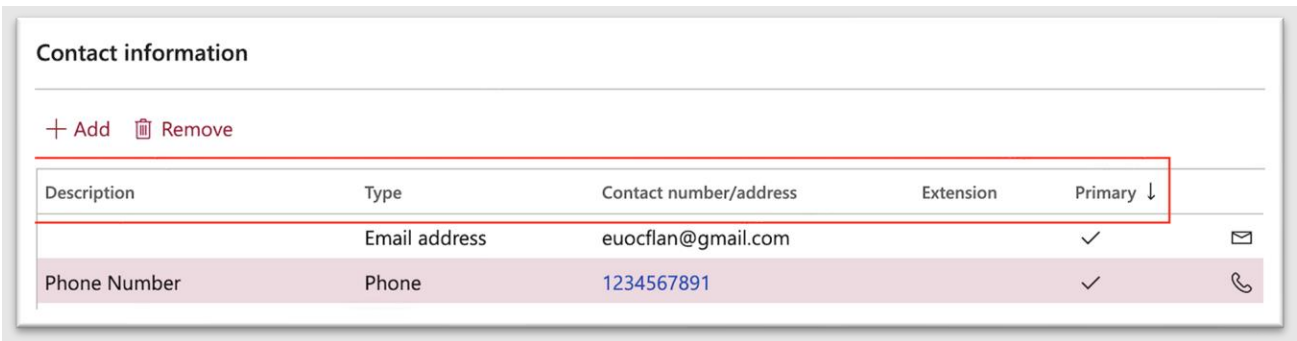 Contact information
Add Remove
Description Type Contact number/address Extension Primary
Email address euocflan@gmail.com
Phone Number Phone 1234567891